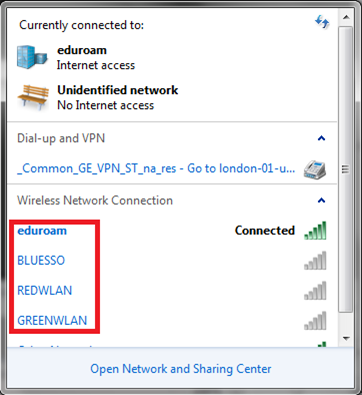 Currently connected to:
eduroam
Internet access
Unidentified network
No Internet access
Dial-up and VPN
_Common_GE_VPN_ST_na_res - Go to london-01-u...
Wireless Network Connection
eduroam Connected
BLUESSO
REDWLAN
GREENWLAN
Open Network and Sharing Center